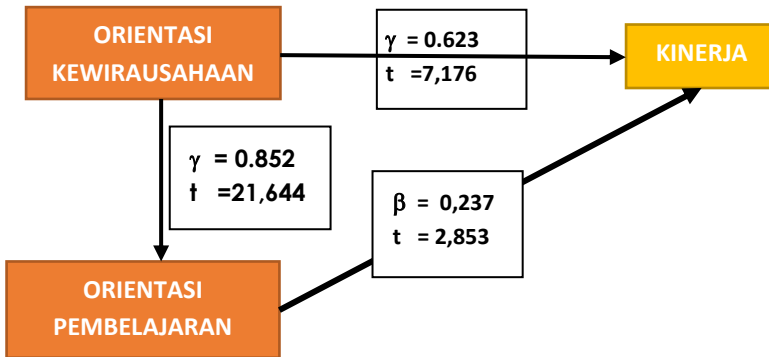 ORIENTASI
KEWIRAUSAHAAN
γ = 0.623
t =7,176
KINERJA
γ = 0.852
t =21,644
β = 0,237
t = 2,853
ORIENTASI
PEMBELAJARAN